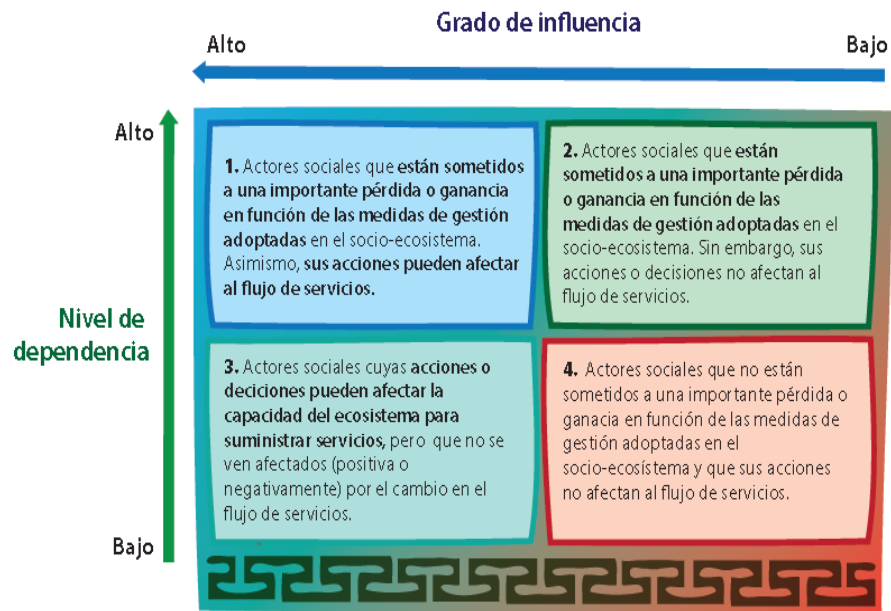 Grado de influencia
Alto
Bajo
Alto
1. Actores sociales que están sometidos
a una importante pérdida o ganancia
en función de las medidas de gestión
adoptadas en el socio-ecosistema.
Asimismo, sus acciones pueden afectar
al flujo de servicios.
2. Actores sociales que están
sometidos a una importante pérdida
o ganancia en función de las
medidas de gestión adoptadas en el
socio-ecosistema. Sin embargo, sus
acciones o decisiones no afectan al
flujo de servicios.
Nivel de
dependencia
3. Actores sociales cuyas acciones o
deciciones pueden afectar la
capacidad del ecosistema para
suministrar servicios, pero que no se
ven afectados (positiva o
negativamente) por el cambio en el
flujo de servicios.
4. Actores sociales que no están
sometidos a una importante pérdida o
ganacia en función de las medidas de
gestión adoptadas en el
socio-ecosístema y que sus acciones
no afectan al flujo de servicios.
Bajo